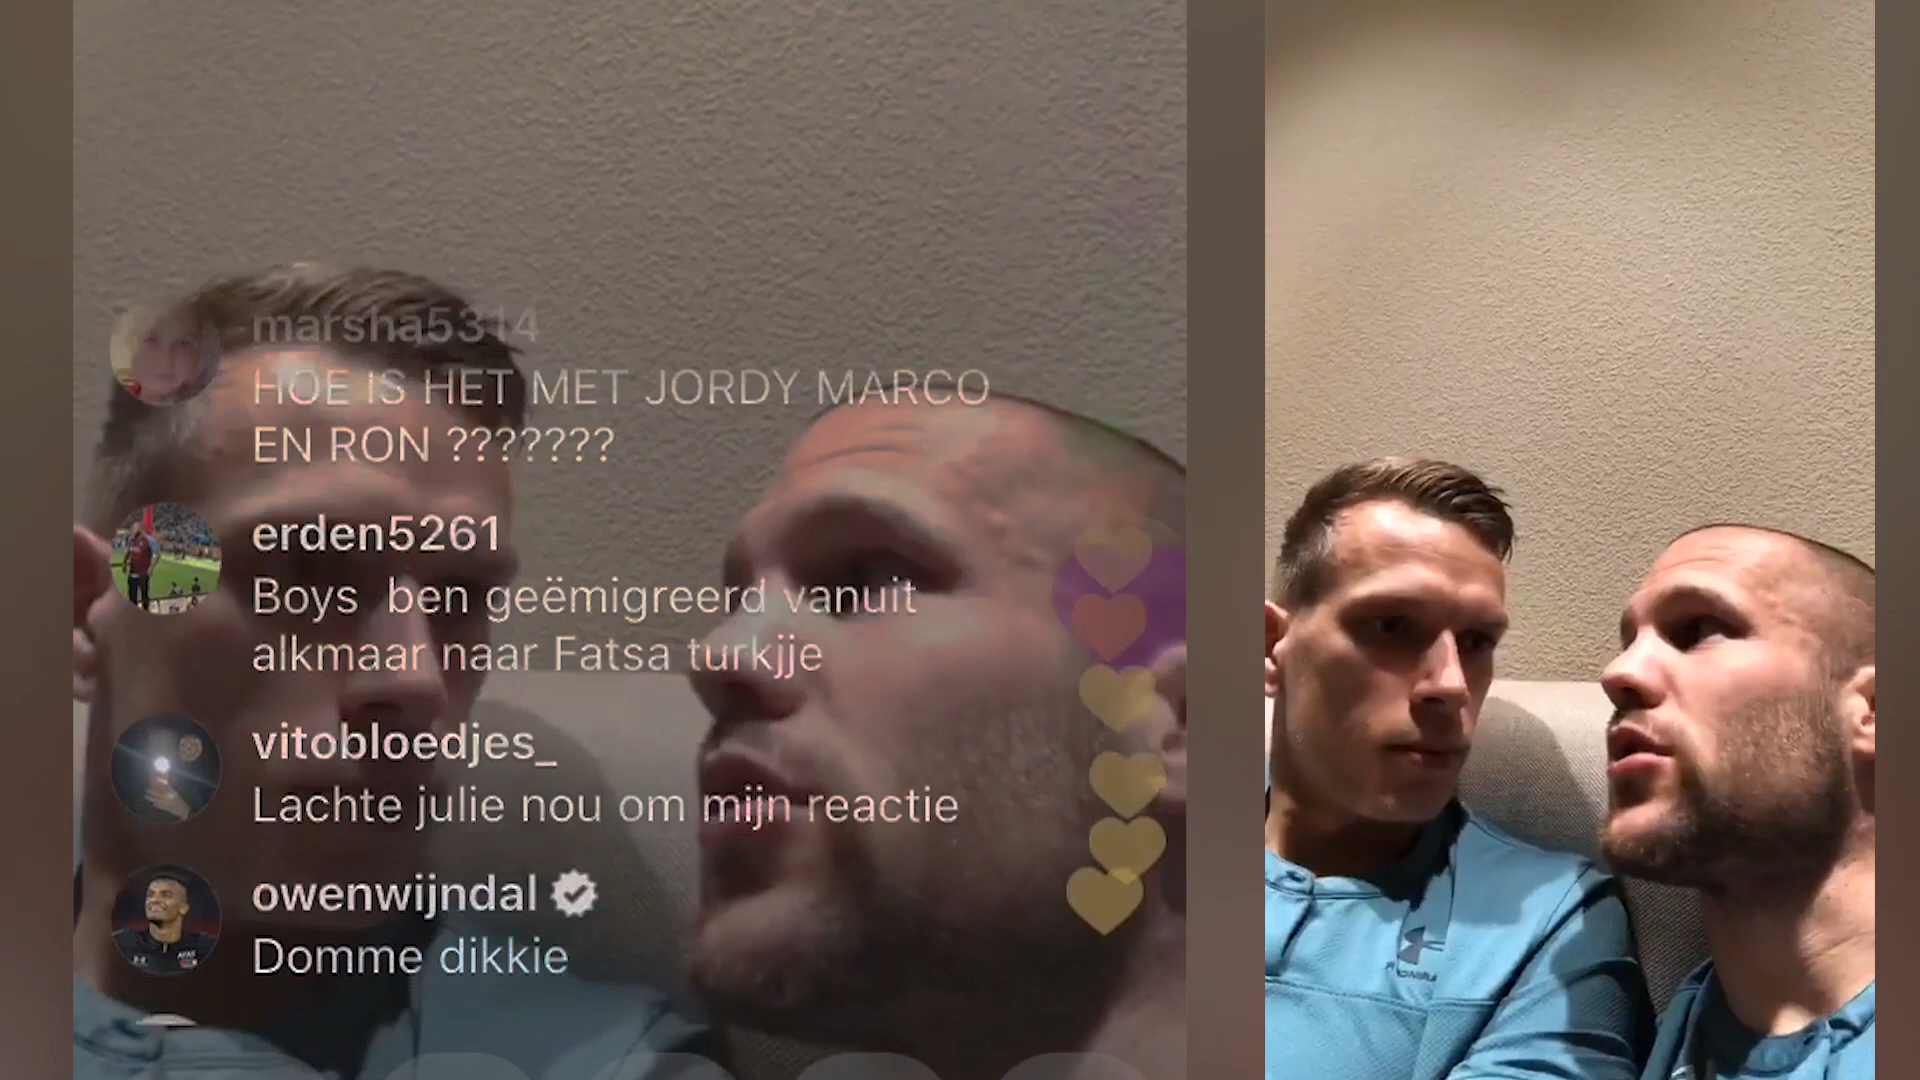 marsha5314
HOE IS HET MET JORDY MARCO
EN RON ???????
erden5261
Boys ben geëmigreerd vanuit
alkmaar naar Fatsa turkjje
vitobloedjes_
Lachte julie nou om mijn reactie
owenwijndal
Domme dikkie